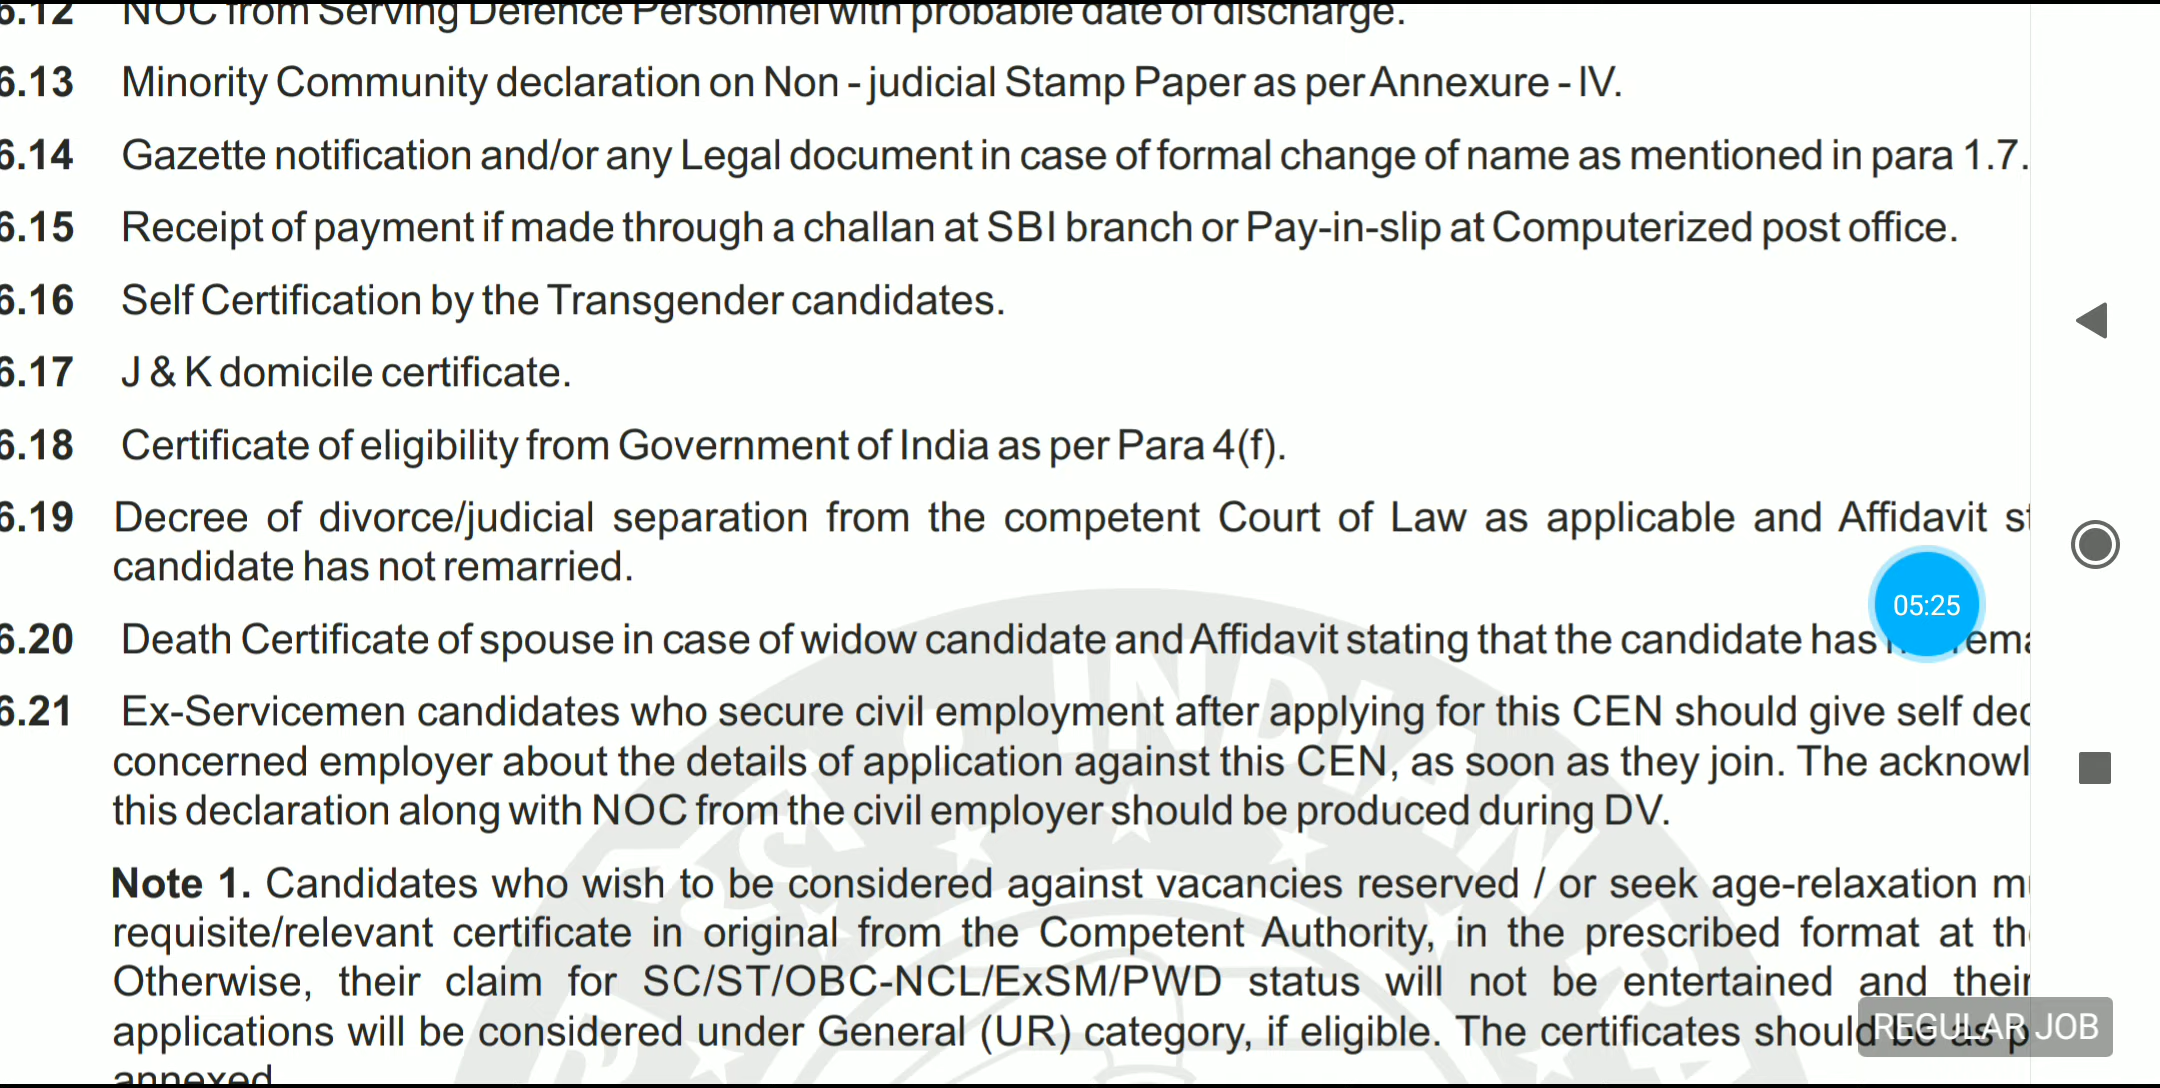 6.12 NOC from Serving Defence Personnel with probable date of discharge.
6.13 Minority Community declaration on Non - judicial Stamp Paper as per Annexure - IV.
6.14 Gazette notification and/or any Legal document in case of formal change of name as mentioned in para 1.7.
6.15 Receipt of payment if made through a challan at SBI branch or Pay-in-slip at Computerized post office.
6.16 Self Certification by the Transgender candidates.
6.17 J & K domicile certificate.
6.18 Certificate of eligibility from Government of India as per Para 4(f).
6.19 Decree of divorce/judicial separation from the competent Court of Law as applicable and Affidavit st
candidate has not remarried.
05:25
6.20 Death Certificate of spouse in case of widow candidate and Affidavit stating that the candidate has
6.21 Ex-Servicemen candidates who secure civil employment after applying for this CEN should give self dec
concerned employer about the details of application against this CEN, as soon as they join. The acknowl
this declaration along with NOC from the civil employer should be produced during DV.
Note 1. Candidates who wish to be considered against vacancies reserved / or seek age-relaxation m
requisite/relevant certificate in original from the Competent Authority, in the prescribed format at th
Otherwise, their claim for SC/ST/OBC-NCL/ExSM/PWD status will not be entertained and their
applications will be considered under General (UR) category, if eligible. The certificates should be as p
REGULAR JOB
annexed
INDIAN